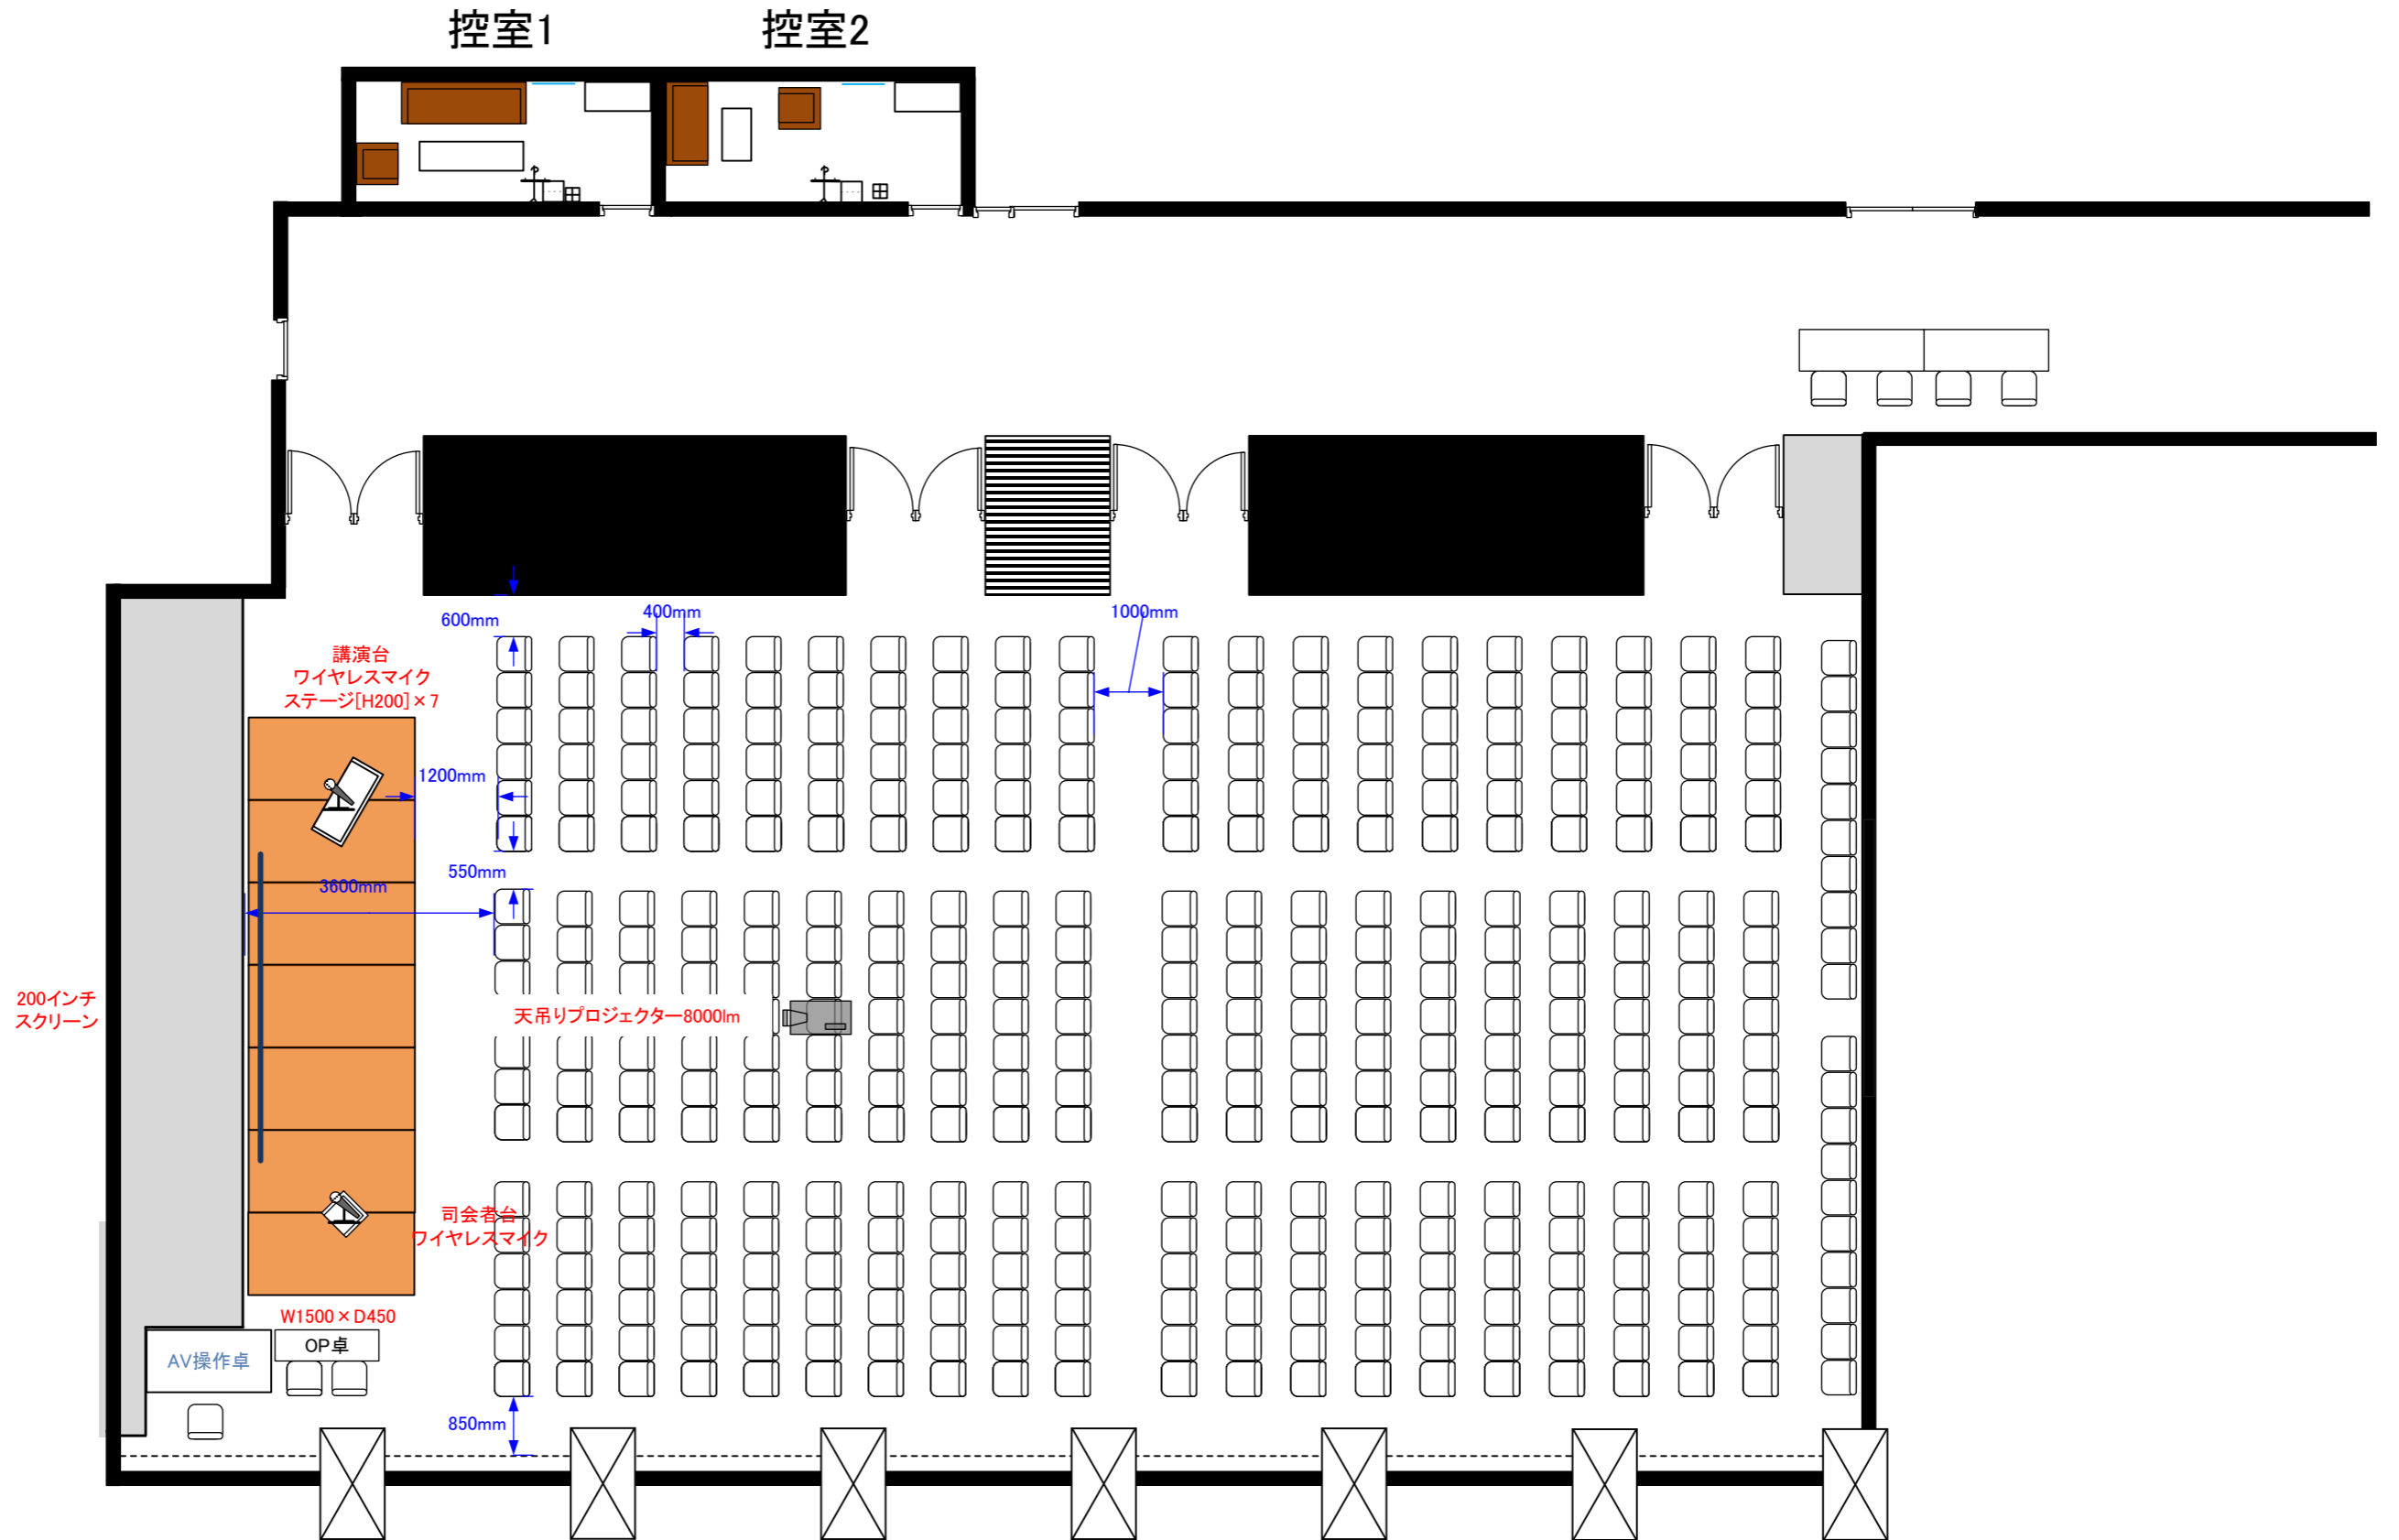 控室1
控室2
600mm
400mm
1000mm
講演台
ワイヤレスマイク
ステージ[H200]×7
1200mm
550mm
3600mm
200インチ
スクリーン
天吊りプロジェクター8000lm
司会者台
ワイヤレスマイク
W1500×D450
OP卓
AV操作卓
850mm